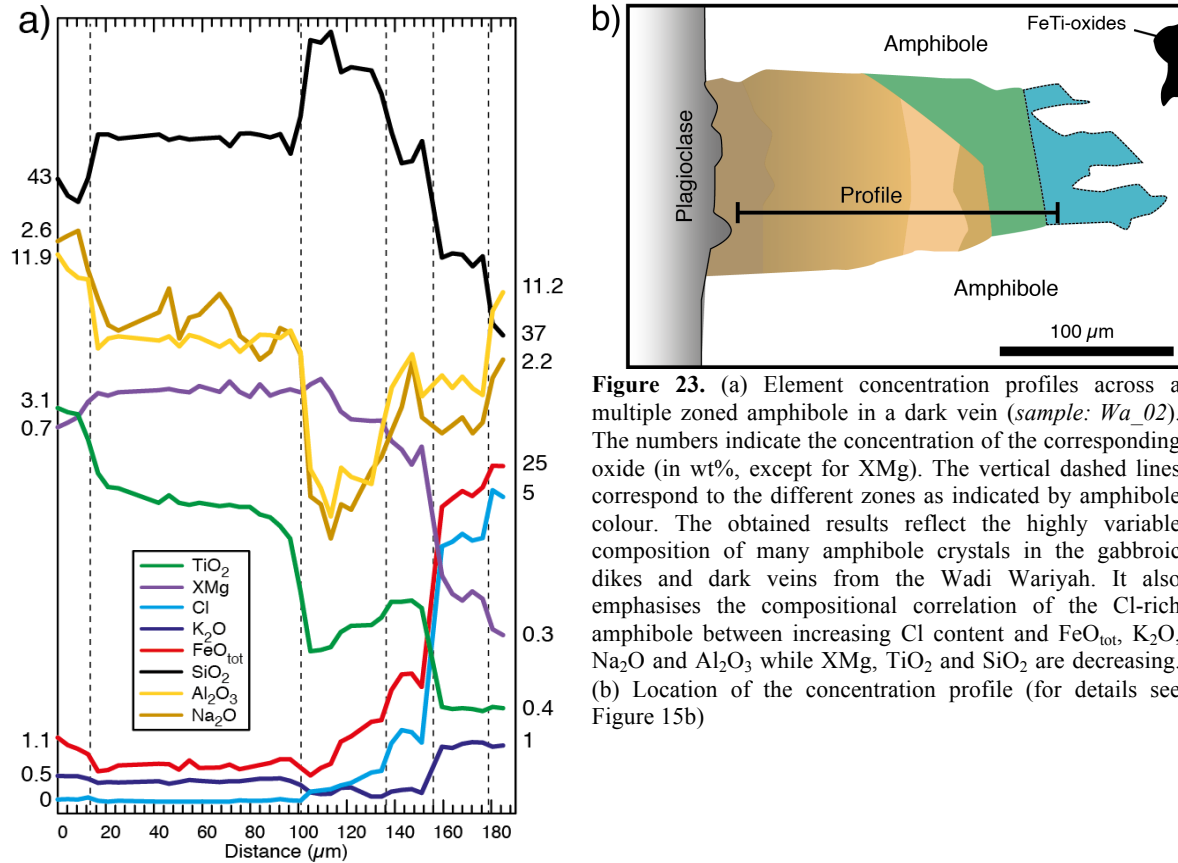 a)
43
2.6
11.9
3.1
0.7
1.1
0.5
0
11.2
37
2.2
25
5
0.3
0.4
1
TiO2
XMg
Cl
K2O
FeOtot
SiO2
Al2O3
Na2O
0 20 40 60 80 100 120 140 160 180
Distance (µm)
b)
FeTi-oxides
Amphibole
Plagioclase
Profile
Amphibole
100 µm
Figure 23. (a) Element concentration profiles across a
multiple zoned amphibole in a dark vein (sample: Wa_02).
The numbers indicate the concentration of the corresponding
oxide (in wt%, except for XMg). The vertical dashed lines
correspond to the different zones as indicated by amphibole
colour. The obtained results reflect the highly variable
composition of many amphibole crystals in the gabbroic
dikes and dark veins from the Wadi Wariyah. It also
emphasises the compositional correlation of the Cl-rich
amphibole between increasing Cl content and FeOtot, K2O,
Na2O and Al2O3 while XMg, TiO2 and SiO2 are decreasing.
(b) Location of the concentration profile (for details see
Figure 15b)